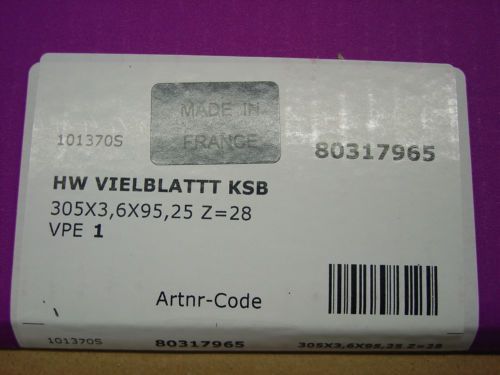 MADE IN
FRANCE
101370S
80317965
HW VIELBLATTT KSB
305X3,6X95,25 Z=28
VPE 1
Artnr-Code
101370S
80317965
305X3,6X95,25 Z=28